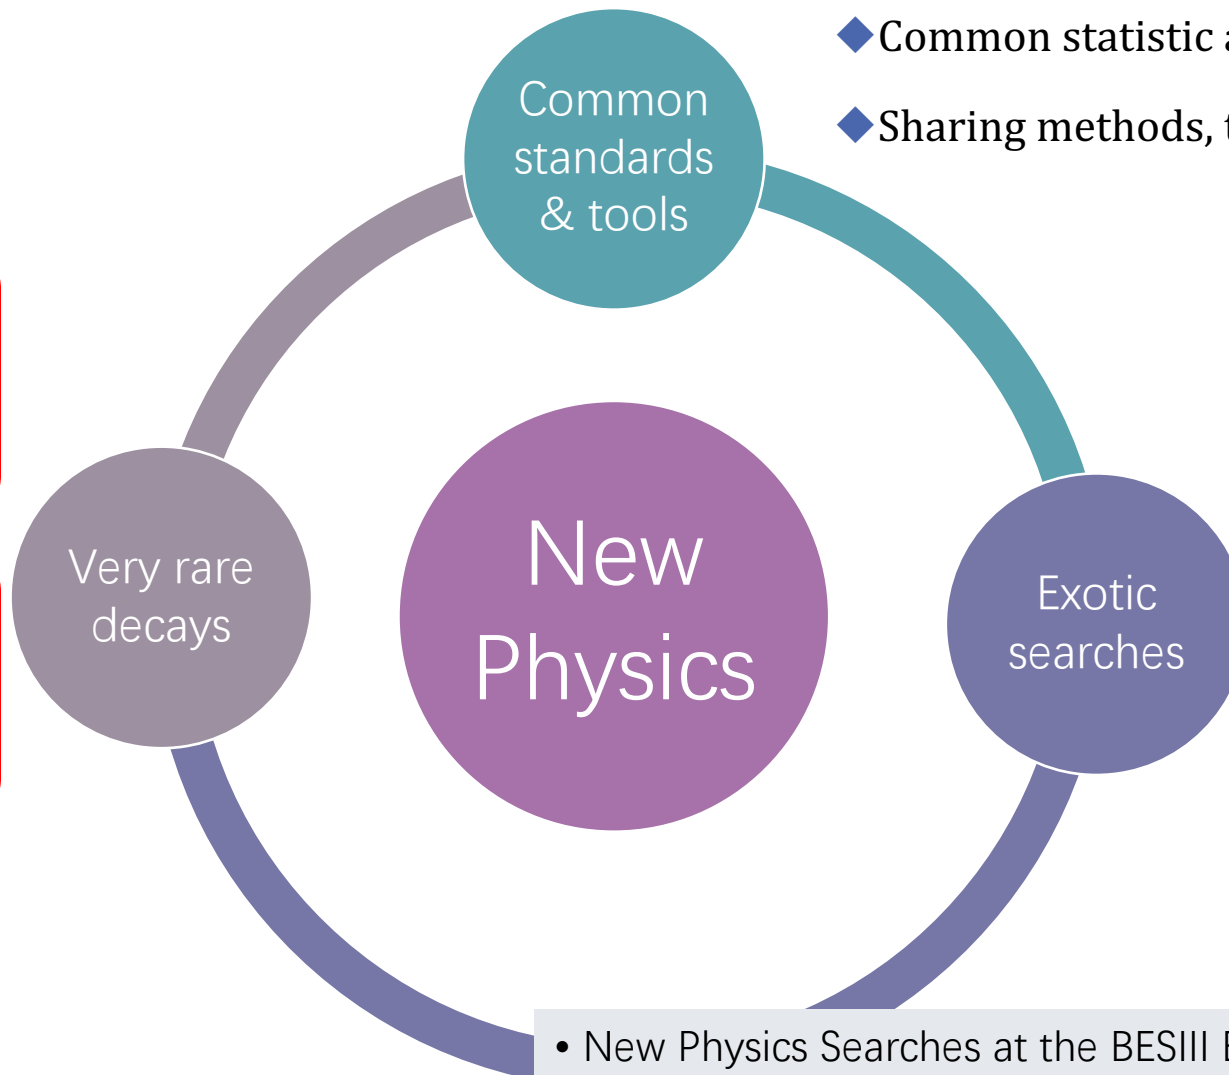 ◆Common statistic
◆Sharing methods,
Common
standards
& tools
Very rare
decays
New
Physics
Exotic
searches
• New Physics Searches at the BESIII